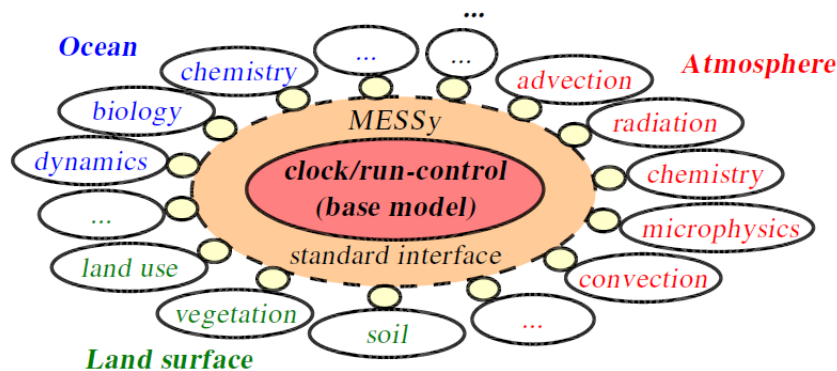 ...
Ocean
...
...
chemistry
advection
Atmosphere
biology
radiation
MESSy
dynamics
clock/run-control
(base model)
chemistry
...
microphysics
standard interface
land use
convection
vegetation
soil
...
Land surface